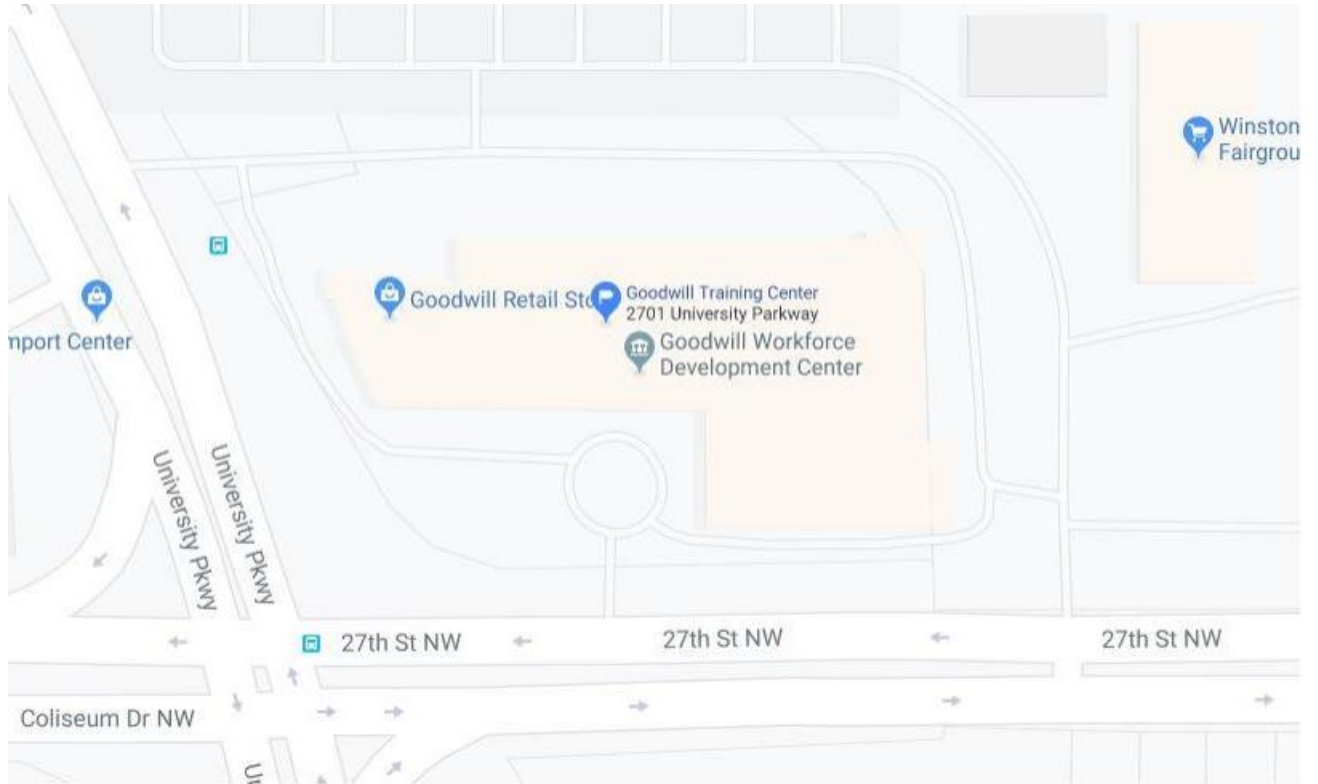 Winston
Fairgrou
Goodwill Retail Sto
Goodwill Training Center
2701 University Parkway
Goodwill Workforce
Development Center
mport Center
University Pkwy
University Pkwy
27th St NW
27th St NW
27th St NW
Coliseum Dr NW